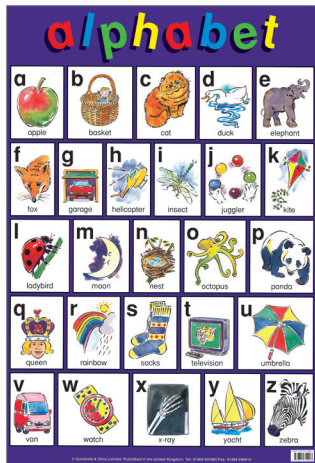 alphabet
a b c d e
apple basket cat duck elephant
f g h i j k
fox garage helicopter insect juggler kite
l m n o p
ladybird moon nest octopus panda
q r s t u
queen rainbow socks television umbrella
v w x y z
van watch x-ray yacht zebra